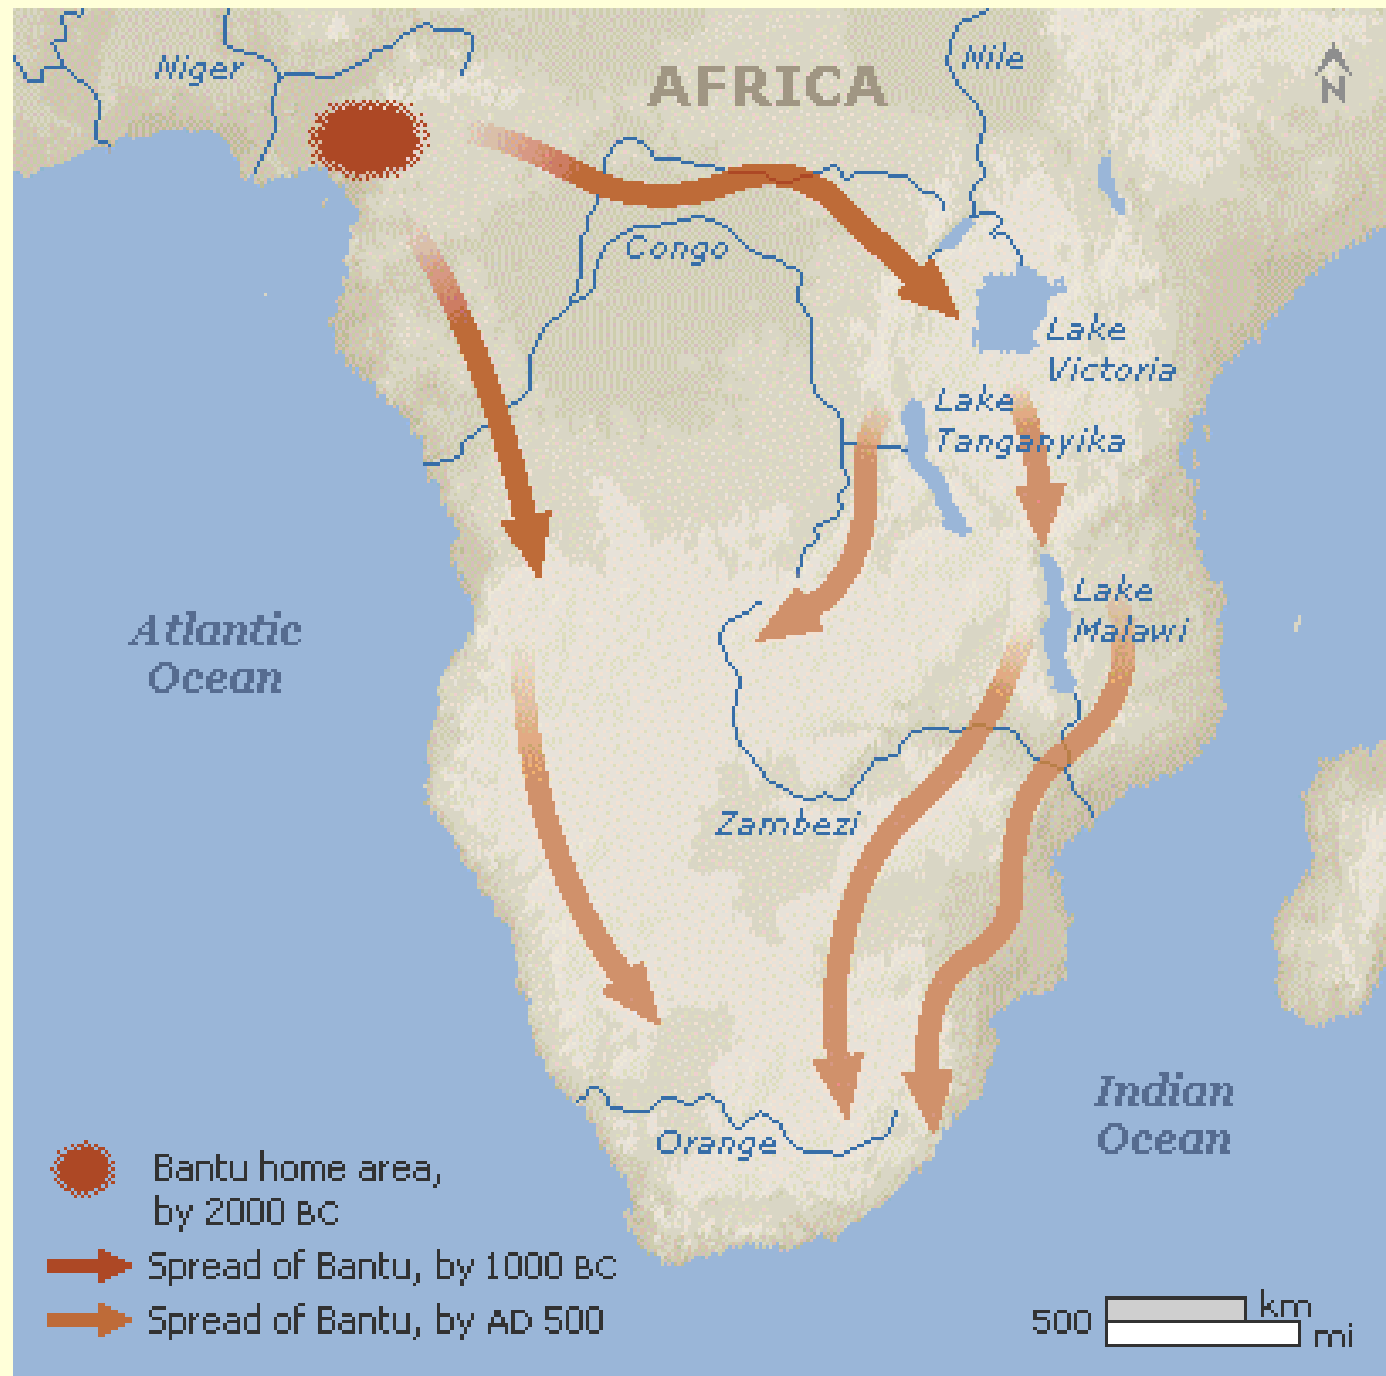 Niger
AFRICA
Nile
N
Congo
Lake
Victoria
Lake
Tanganyika
Atlantic
Ocean
Lake
Malawi
Zambezi
Indian
Ocean
Orange
Bantu home area,
by 2000 BC
Spread of Bantu, by 1000 BC
Spread of Bantu, by AD 500
500 km
mi